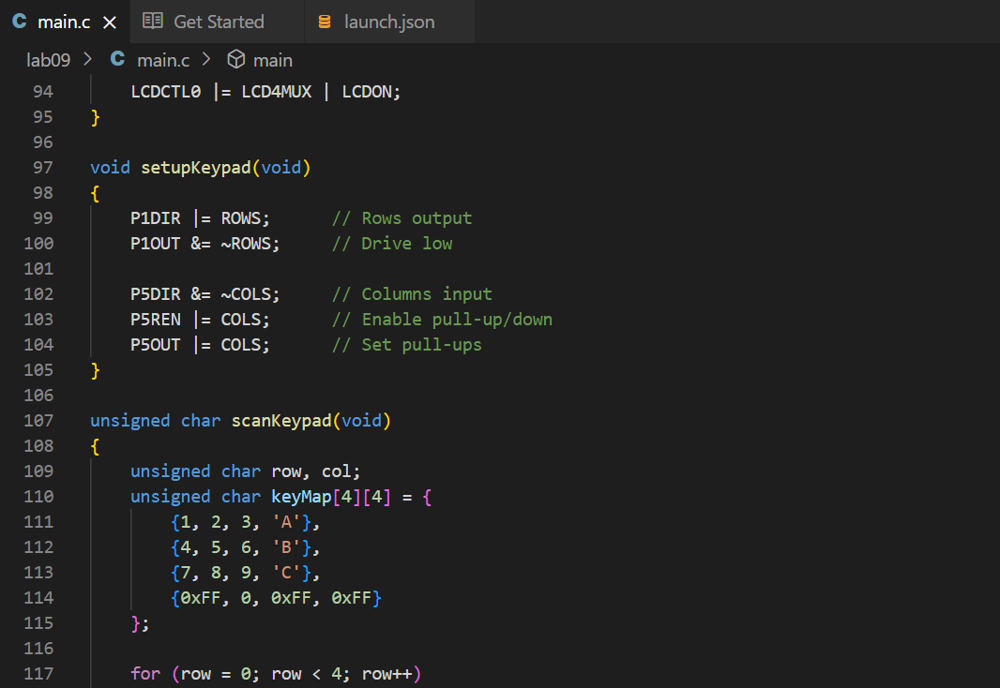 main.c Get Started launch.json
lab09 > C main.c > main
94 LCDCTL0 |= LCD4MUX | LCDON;
95 }
96
97 void setupKeypad(void)
98 {
99 P1DIR |= ROWS; // Rows output
100 P1OUT &= ~ROWS; // Drive low
101
102 P5DIR &= ~COLS; // Columns input
103 P5REN |= COLS; // Enable pull-up/down
104 P5OUT |= COLS; // Set pull-ups
105 }
106
107 unsigned char scanKeypad(void)
108 {
109 unsigned char row, col;
110 unsigned char keyMap[4][4] = {
111 {1, 2, 3, 'A'},
112 {4, 5, 6, 'B'},
113 {7, 8, 9, 'C'},
114 {0xFF, 0, 0xFF, 0xFF}
115 };
116
117 for (row = 0; row < 4; row++)